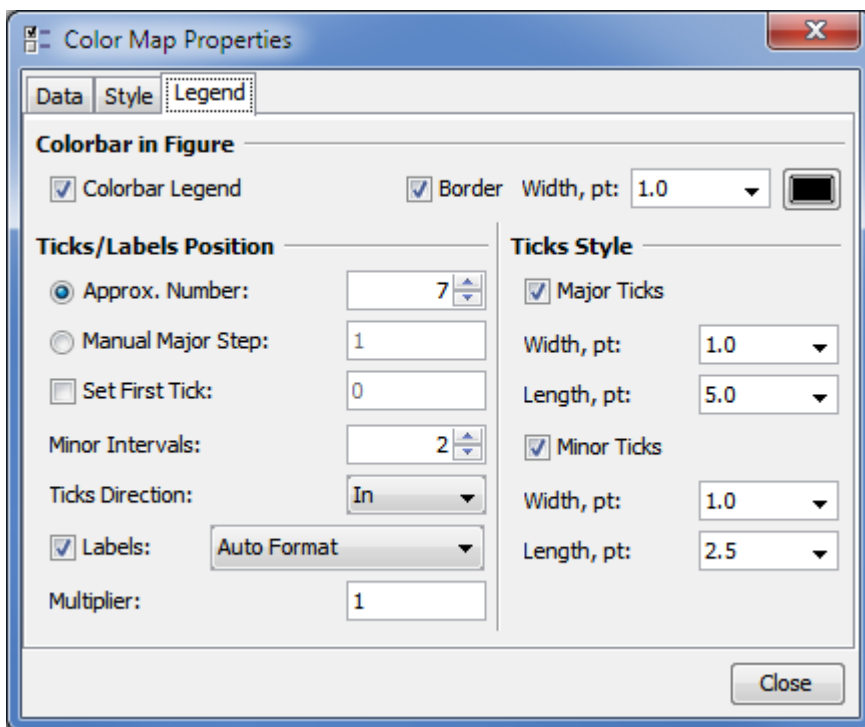 Color Map Properties
Data Style Legend
Colorbar in Figure
Colorbar Legend Border Width, pt: 1.0
Ticks/Labels Position
Approx. Number: 7
Manual Major Step: 1
Set First Tick: 0
Minor Intervals: 2
Ticks Direction: In
Labels: Auto Format
Multiplier: 1
Ticks Style
Major Ticks
Width, pt: 1.0
Length, pt: 5.0
Minor Ticks
Width, pt: 1.0
Length, pt: 2.5
Close